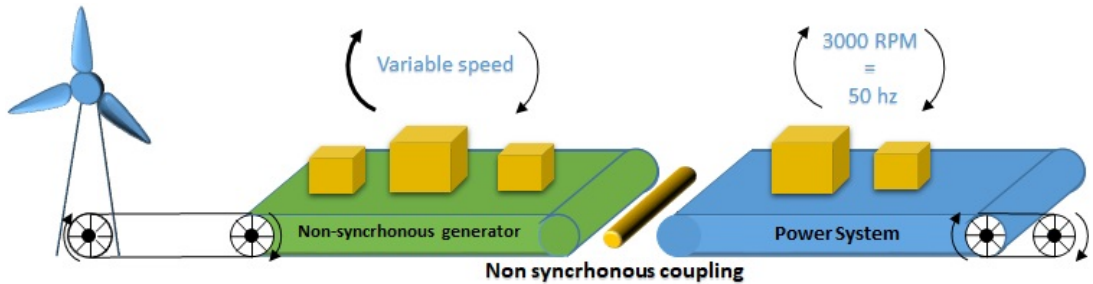 Variable speed
3000 RPM
=
50 hz
Non-syncrhonous generator
Power System
Non syncrhonous coupling